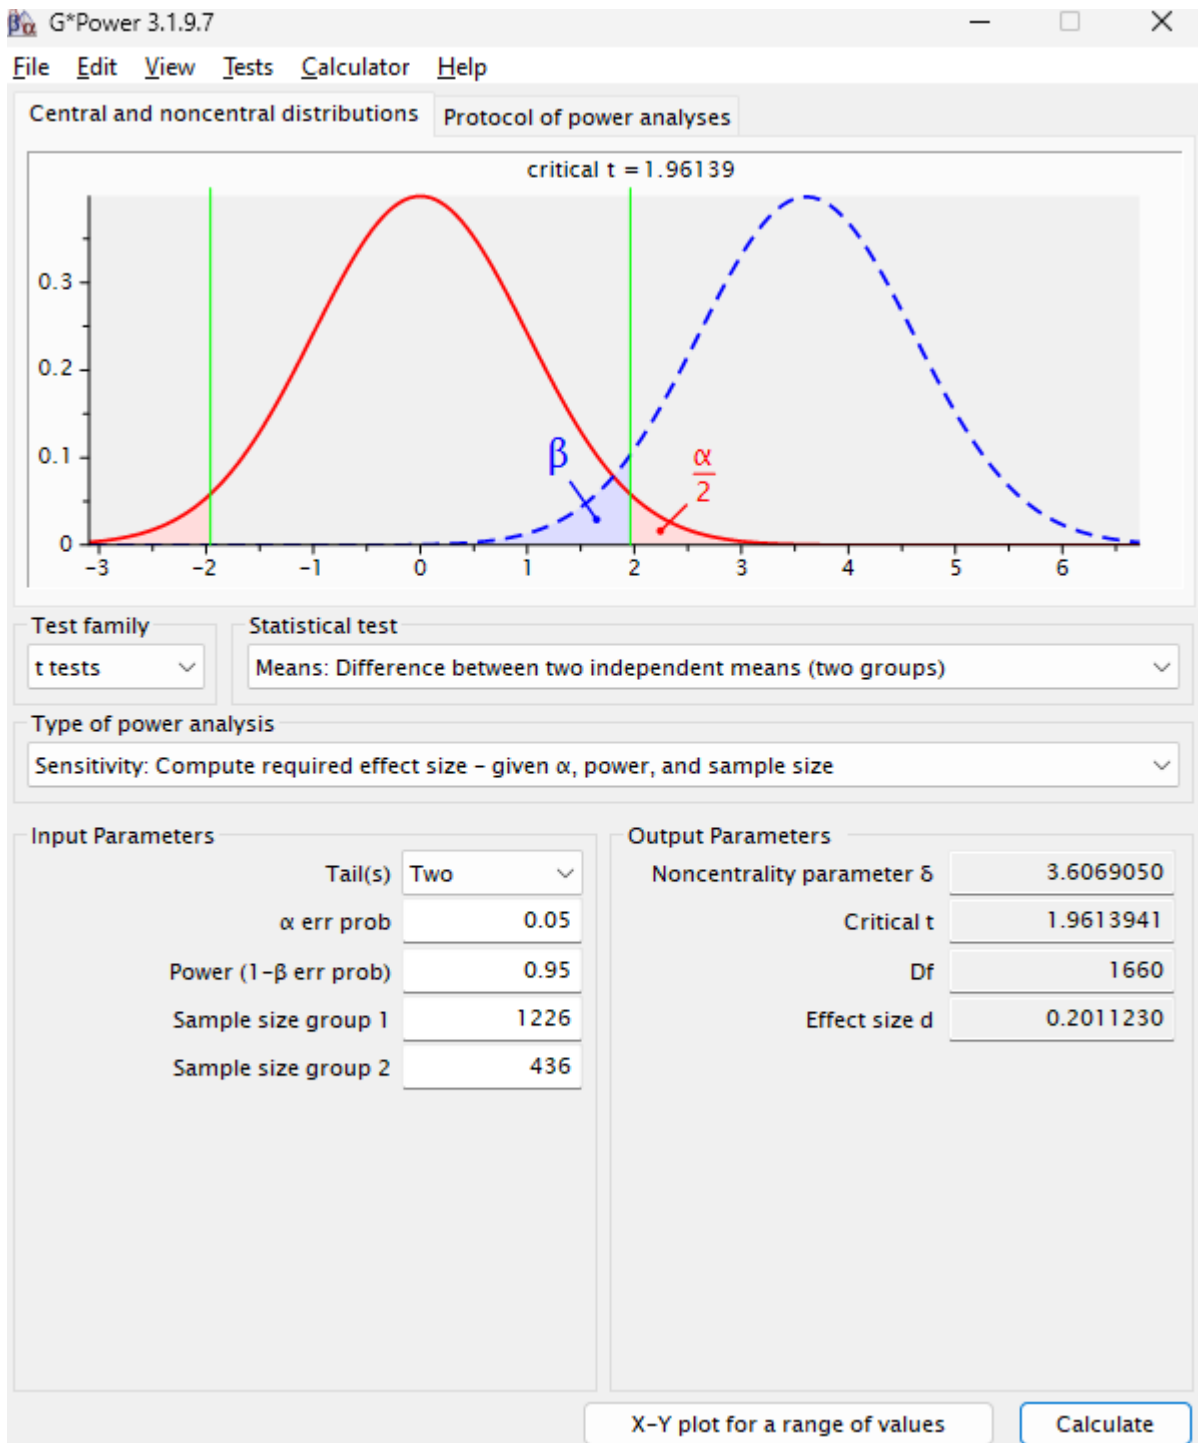 βα G*Power 3.1.9.7
File Edit View Tests Calculator Help
Central and noncentral distributions Protocol of power analyses
critical t = 1.96139
0.3
0.2
0.1
0
β
α
2
-3 -2 -1 0 1 2 3 4 5 6
Test family Statistical test
t tests Means: Difference between two independent means (two groups)
Type of power analysis
Sensitivity: Compute required effect size – given α, power, and sample size
Input Parameters
Tail(s) Two
α err prob 0.05
Power (1-β err prob) 0.95
Sample size group 1 1226
Sample size group 2 436
Output Parameters
Noncentrality parameter δ 3.6069050
Critical t 1.9613941
Df 1660
Effect size d 0.2011230
X-Y plot for a range of values Calculate